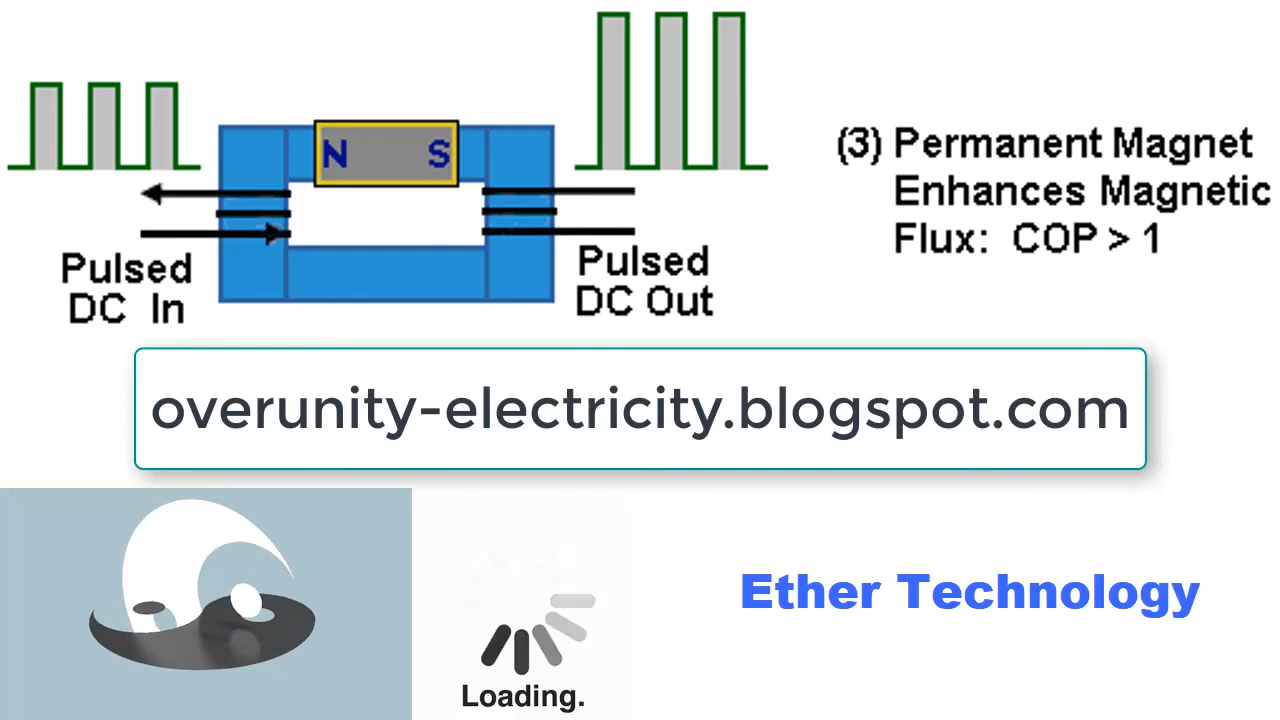 N S
(3) Permanent Magnet
Enhances Magnetic
Flux: COP > 1
Pulsed
DC In
Pulsed
DC Out
overunity-electricity.blogspot.com
Ether Technology
Loading.